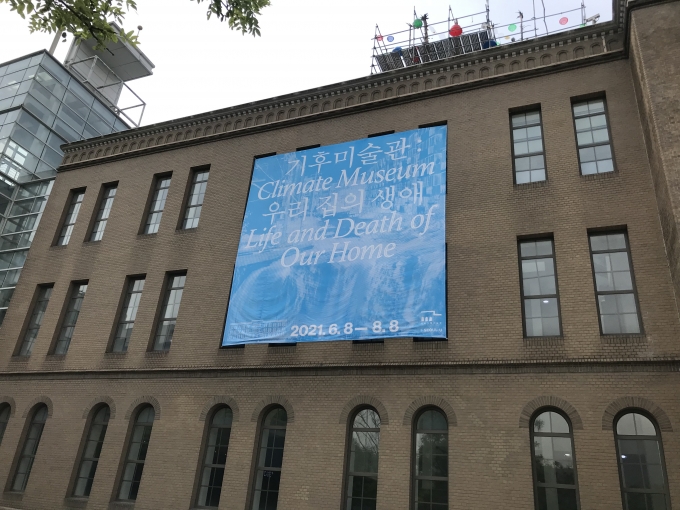 기후미술관:
Climate Museum
우리 집의 생애
Life and Death of
Our Home
2021. 6. 8 — 8. 8